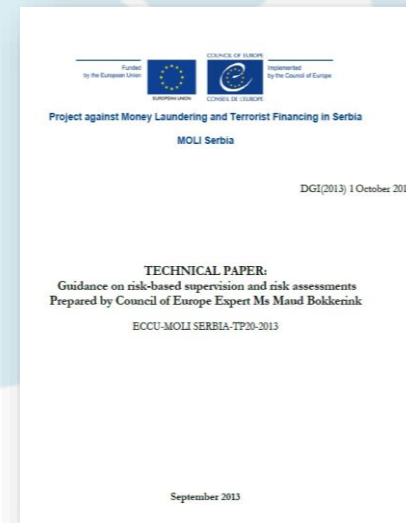 COUNCIL OF EUROPE
Funded
by the European Union
Implemented
by the Council of Europe
EUROPEAN UNION
CONSEIL DE L'EUROPE
Project against Money Laundering and Terrorist Financing in Serbia
MOLI Serbia
DGI(2013) 1 October 201
TECHNICAL PAPER:
Guidance on risk-based supervision and risk assessments
Prepared by Council of Europe Expert Ms Maud Bokkerink
ECCU-MOLI SERBIA-TP20-2013
September 2013